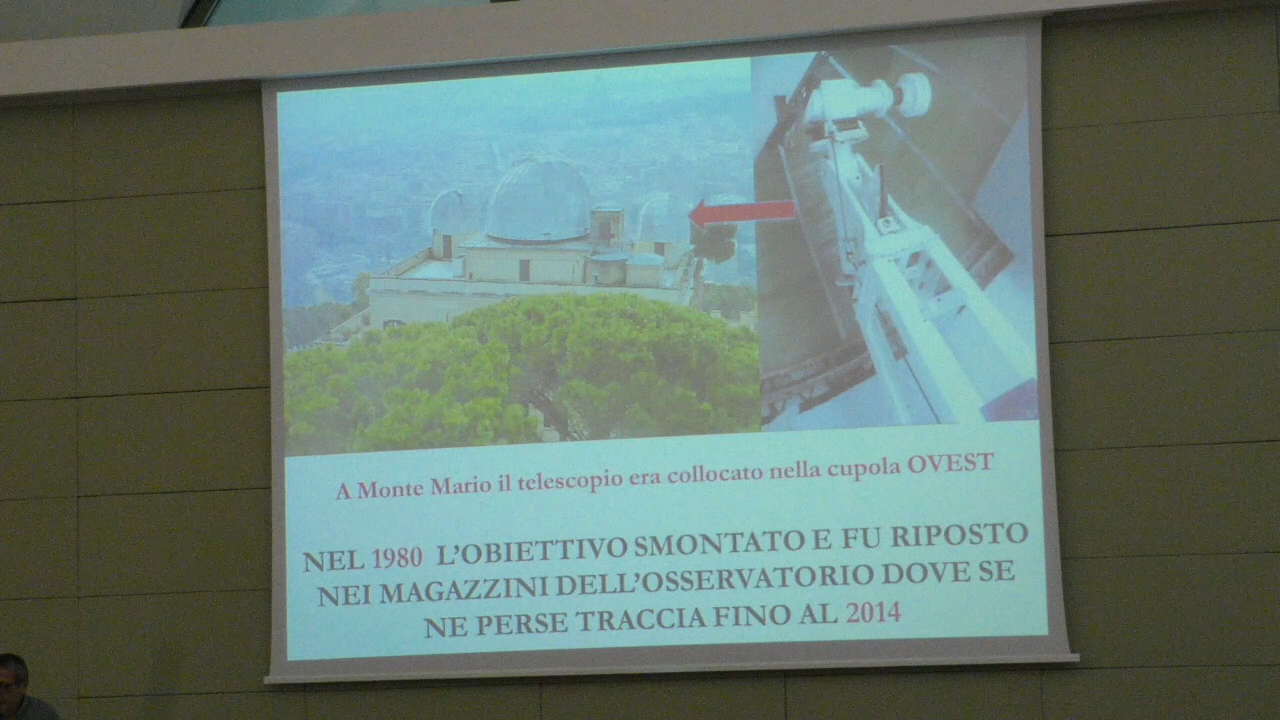 A Monte Mario il telescopio era collocato nella cupola OVEST
NEL 1980 L'OBIETTIVO SMONTATO E FU RIPOSTO
NEI MAGAZZINI DELL'OSSERVATORIO DOVE SE
NE PERSE TRACCIA FINO AL 2014